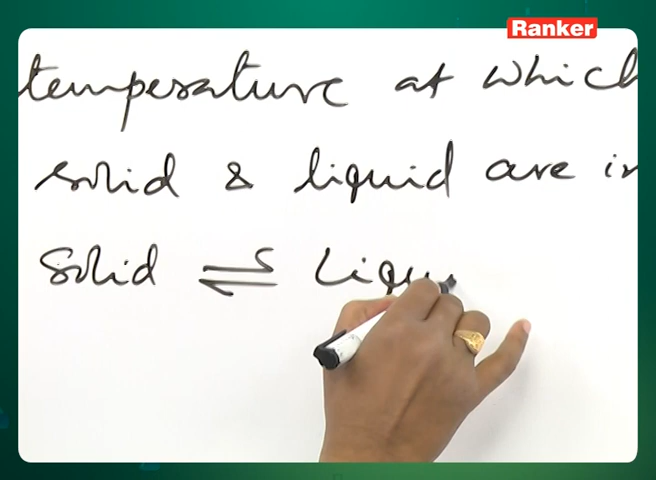 Ranker
temperature at which
solid & liquid are in
Solid ⇌ Liqu